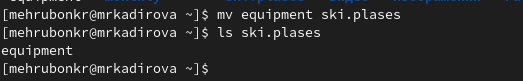 [mehrubonkr@mrkadirova ~]$ mv equipment ski.plases
[mehrubonkr@mrkadirova ~]$ ls ski.plases
equipment
[mehrubonkr@mrkadirova ~]$